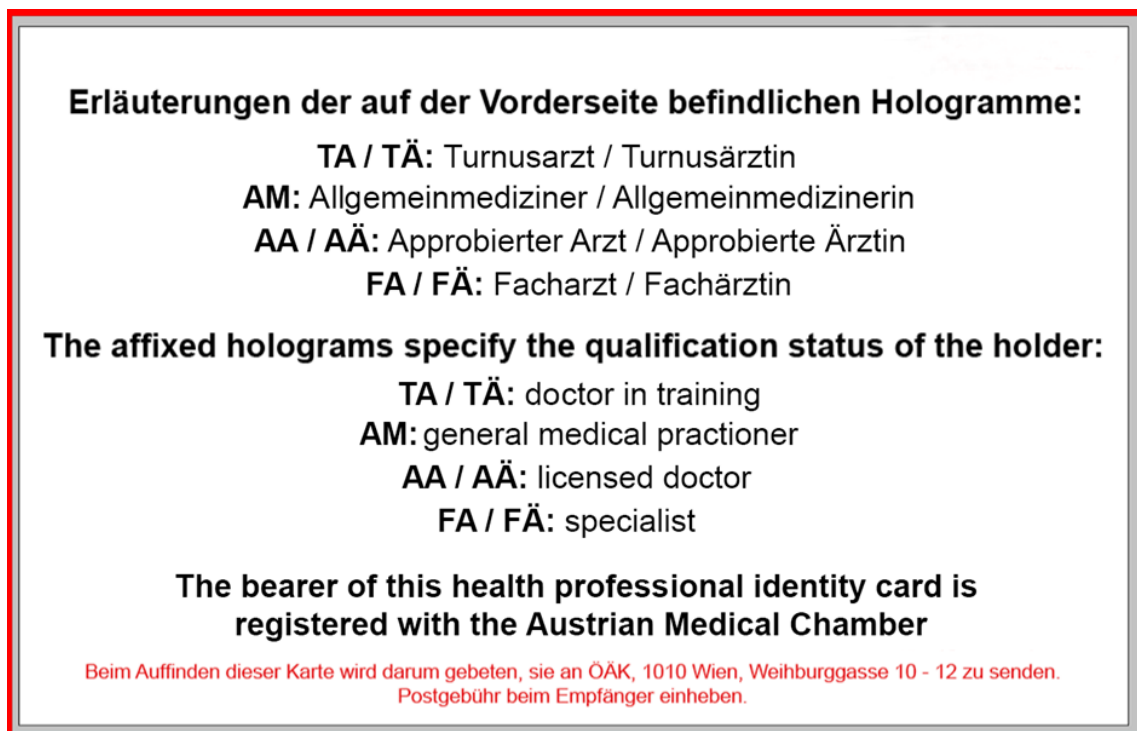 Erläuterungen der auf der Vorderseite befindlichen Hologramme:
TA / TÄ: Turnusarzt / Turnusärztin
AM: Allgemeinmediziner / Allgemeinmedizinerin
AA / AÄ: Approbierter Arzt / Approbierte Ärztin
FA / FÄ: Facharzt / Fachärztin
The affixed holograms specify the qualification status of the holder:
TA / TÄ: doctor in training
AM: general medical practioner
AA / AÄ: licensed doctor
FA / FÄ: specialist
The bearer of this health professional identity card is
registered with the Austrian Medical Chamber
Beim Auffinden dieser Karte wird darum gebeten, sie an ÖÄK, 1010 Wien, Weihburggasse 10 - 12 zu senden.
Postgebühr beim Empfänger einheben.